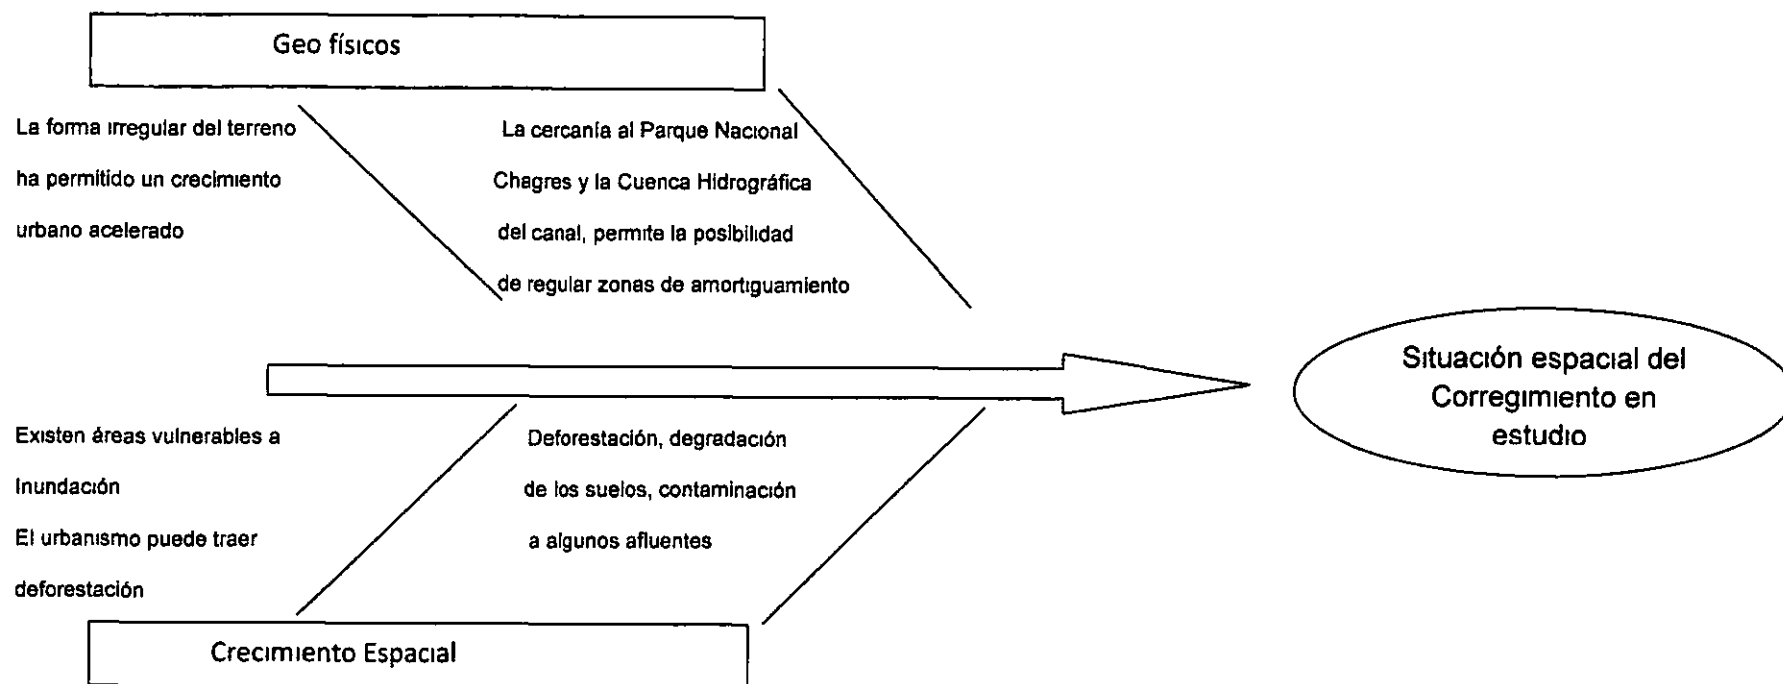 Geo físicos
La forma irregular del terreno
ha permitido un crecimiento
urbano acelerado
La cercanía al Parque Nacional
Chagres y la Cuenca Hidrográfica
del canal, permite la posibilidad
de regular zonas de amortiguamiento
Situación espacial del
Corregimiento en
estudio
Existen áreas vulnerables a
Inundación
El urbanismo puede traer
deforestación
Deforestación, degradación
de los suelos, contaminación
a algunos afluentes
Crecimiento Espacial